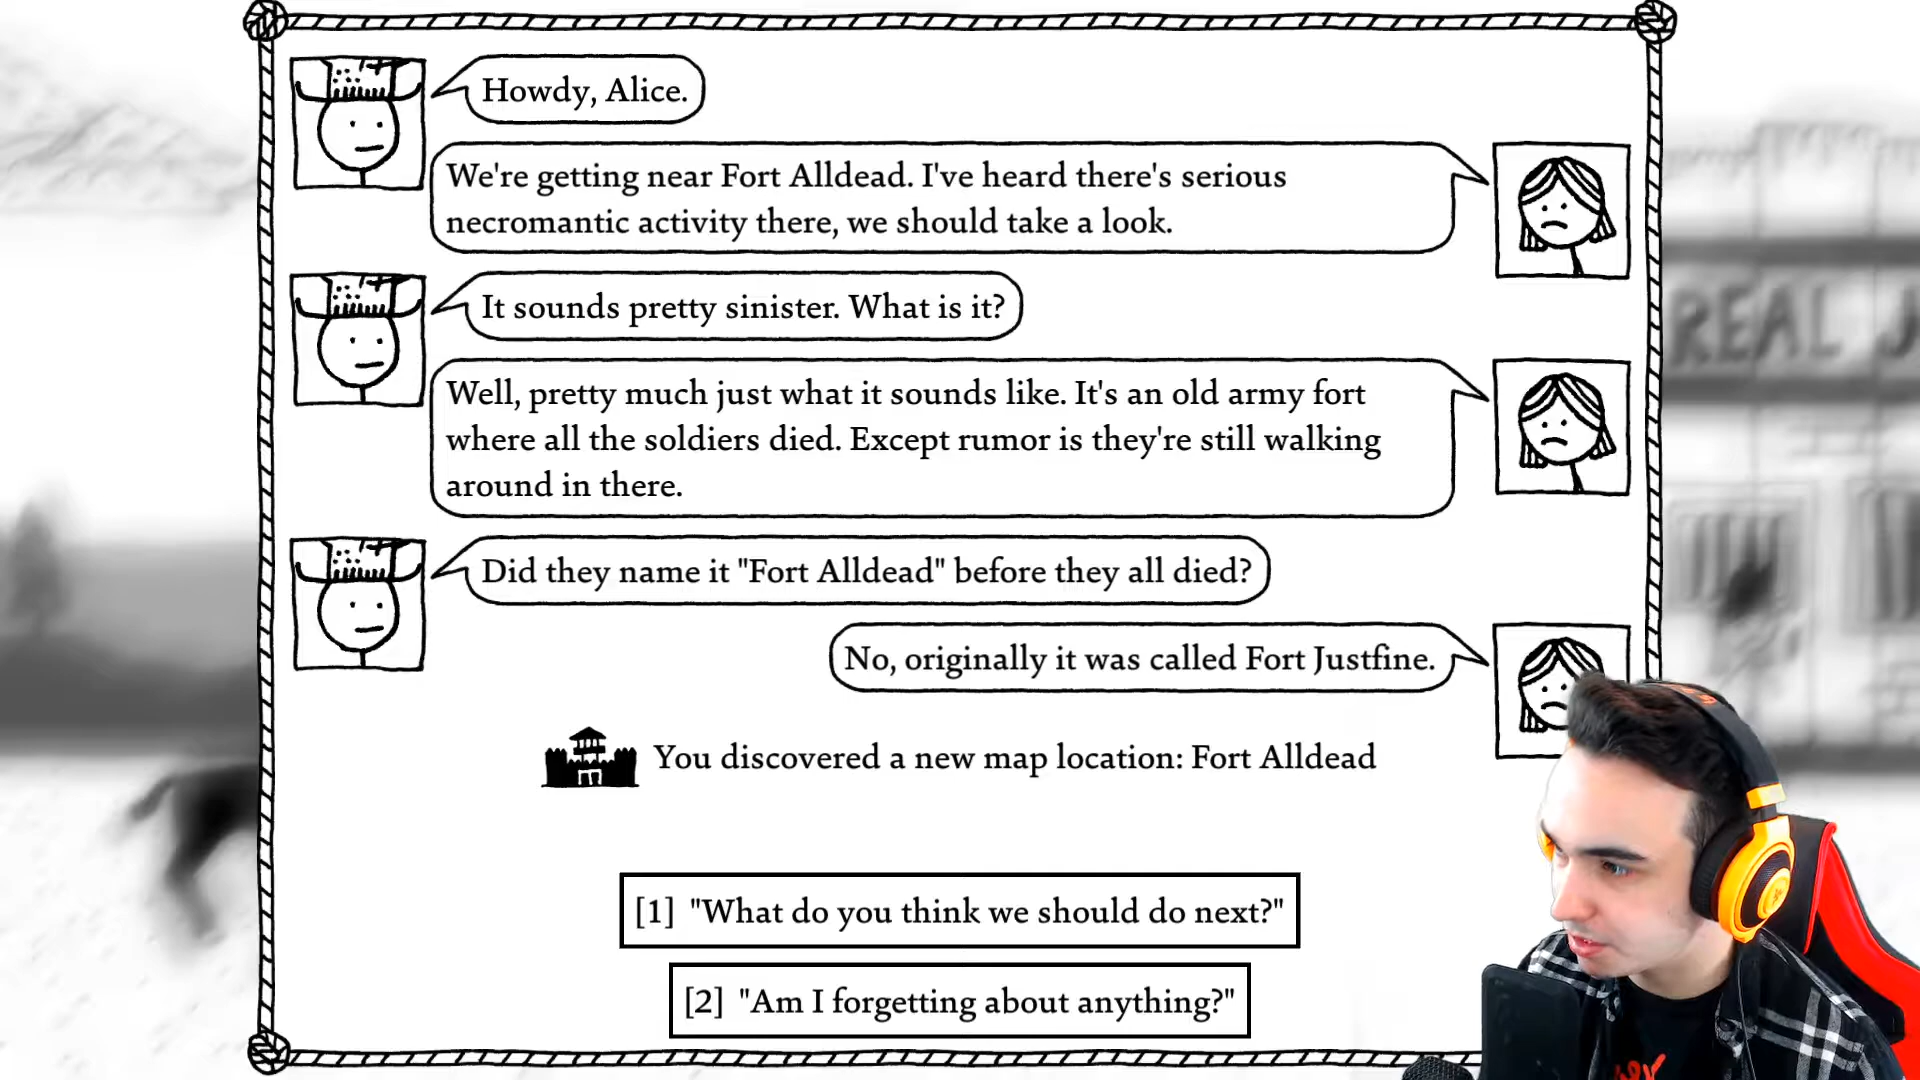 Howdy, Alice.
We're getting near Fort Alldead. I've heard there's serious
necromantic activity there, we should take a look.
It sounds pretty sinister. What is it?
REAL
Well, pretty much just what it sounds like. It's an old army fort
where all the soldiers died. Except rumor is they're still walking
around in there.
Did they name it "Fort Alldead" before they all died?
No, originally it was called Fort Justfine.
You discovered a new map location: Fort Alldead
[1] "What do you think we should do next?"
[2] "Am I forgetting about anything?"